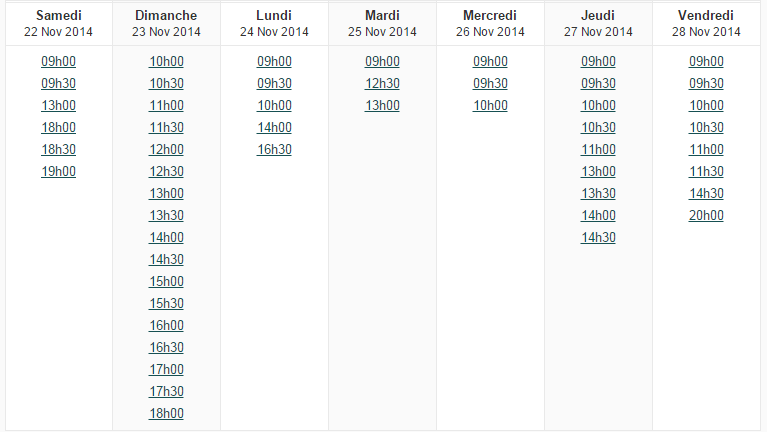 Samedi Dimanche Lundi Mardi Mercredi Jeudi Vendredi
22 Nov 2014 23 Nov 2014 24 Nov 2014 25 Nov 2014 26 Nov 2014 27 Nov 2014 28 Nov 2014
09h00 10h00 09h00 09h00 09h00 09h00 09h00
09h30 10h30 09h30 12h30 09h30 09h30 09h30
13h00 11h00 10h00 13h00 10h00 10h00 10h00
18h00 11h30 14h00 10h30 10h30
18h30 12h00 16h30 11h00 11h00
19h00 12h30 13h00 11h30
13h00 13h30 14h30
13h30 14h00 20h00
14h00 14h30
14h30
15h00
15h30
16h00
16h30
17h00
17h30
18h00